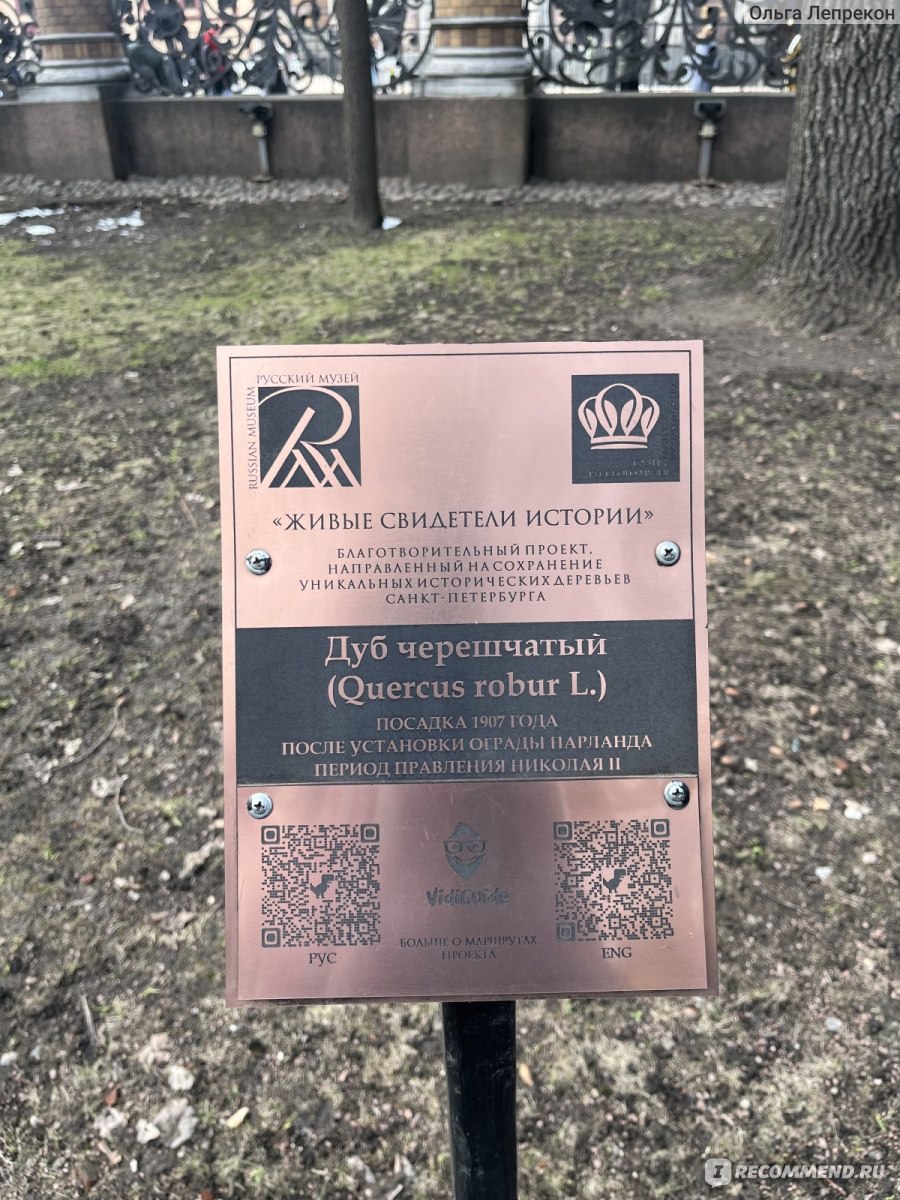 Ольга Лепрекон
РУССКИЙ МУЗЕЙ
RUSSIAN MUSEUM
«ЖИВЫЕ СВИДЕТЕЛИ ИСТОРИИ»
БЛАГОТВОРИТЕЛЬНЫЙ ПРОЕКТ,
НАПРАВЛЕННЫЙ НА СОХРАНЕНИЕ
УНИКАЛЬНЫХ ИСТОРИЧЕСКИХ ДЕРЕВЬЕВ
САНКТ-ПЕТЕРБУРГА
Дуб черешчатый
(Quercus robur L.)
ПОСАДКА 1907 ГОДА
ПОСЛЕ УСТАНОВКИ ОГРАДЫ ПАРЛАНДА
ПЕРИОД ПРАВЛЕНИЯ НИКОЛАЯ II
VidiGuide
БОЛЬШЕ О МАРШРУТАХ
ПРОЕКТА
РУС
ENG
IRECOMMEND.RU